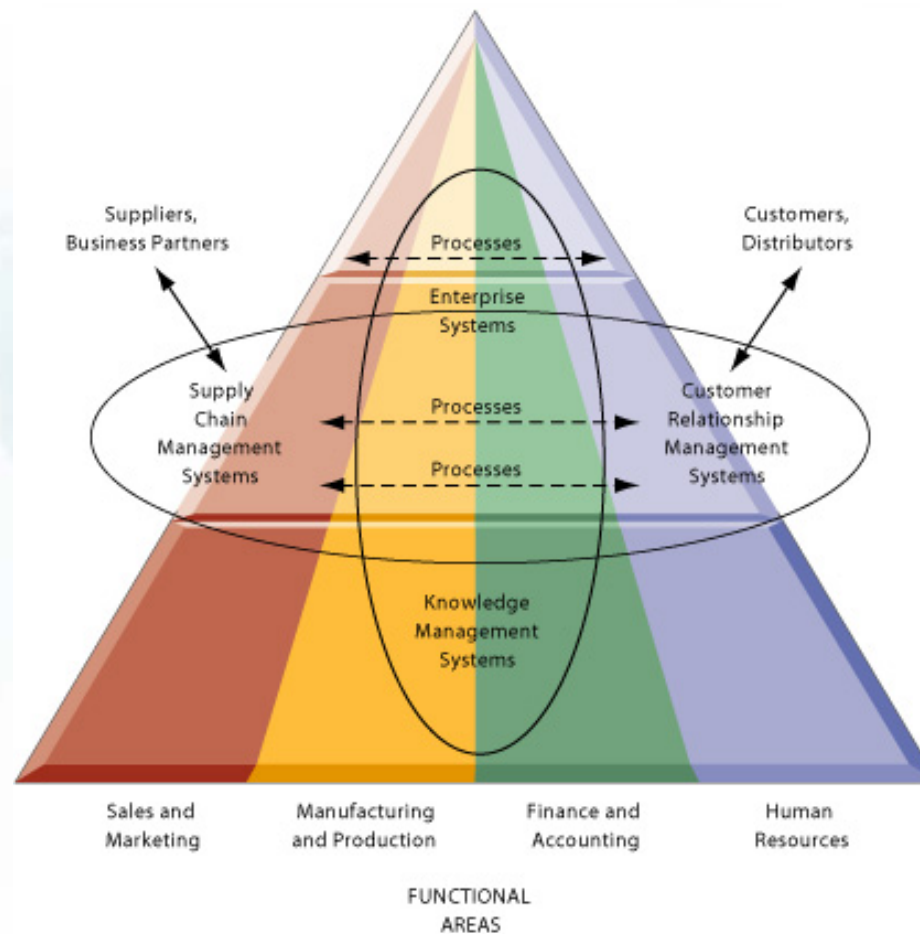 Suppliers,
Business Partners
Customers,
Distributors
Processes
Enterprise
Systems
Supply
Chain
Management
Systems
Processes
Processes
Customer
Relationship
Management
Systems
Knowledge
Management
Systems
Sales and
Marketing
Manufacturing
and Production
Finance and
Accounting
Human
Resources
FUNCTIONAL
AREAS